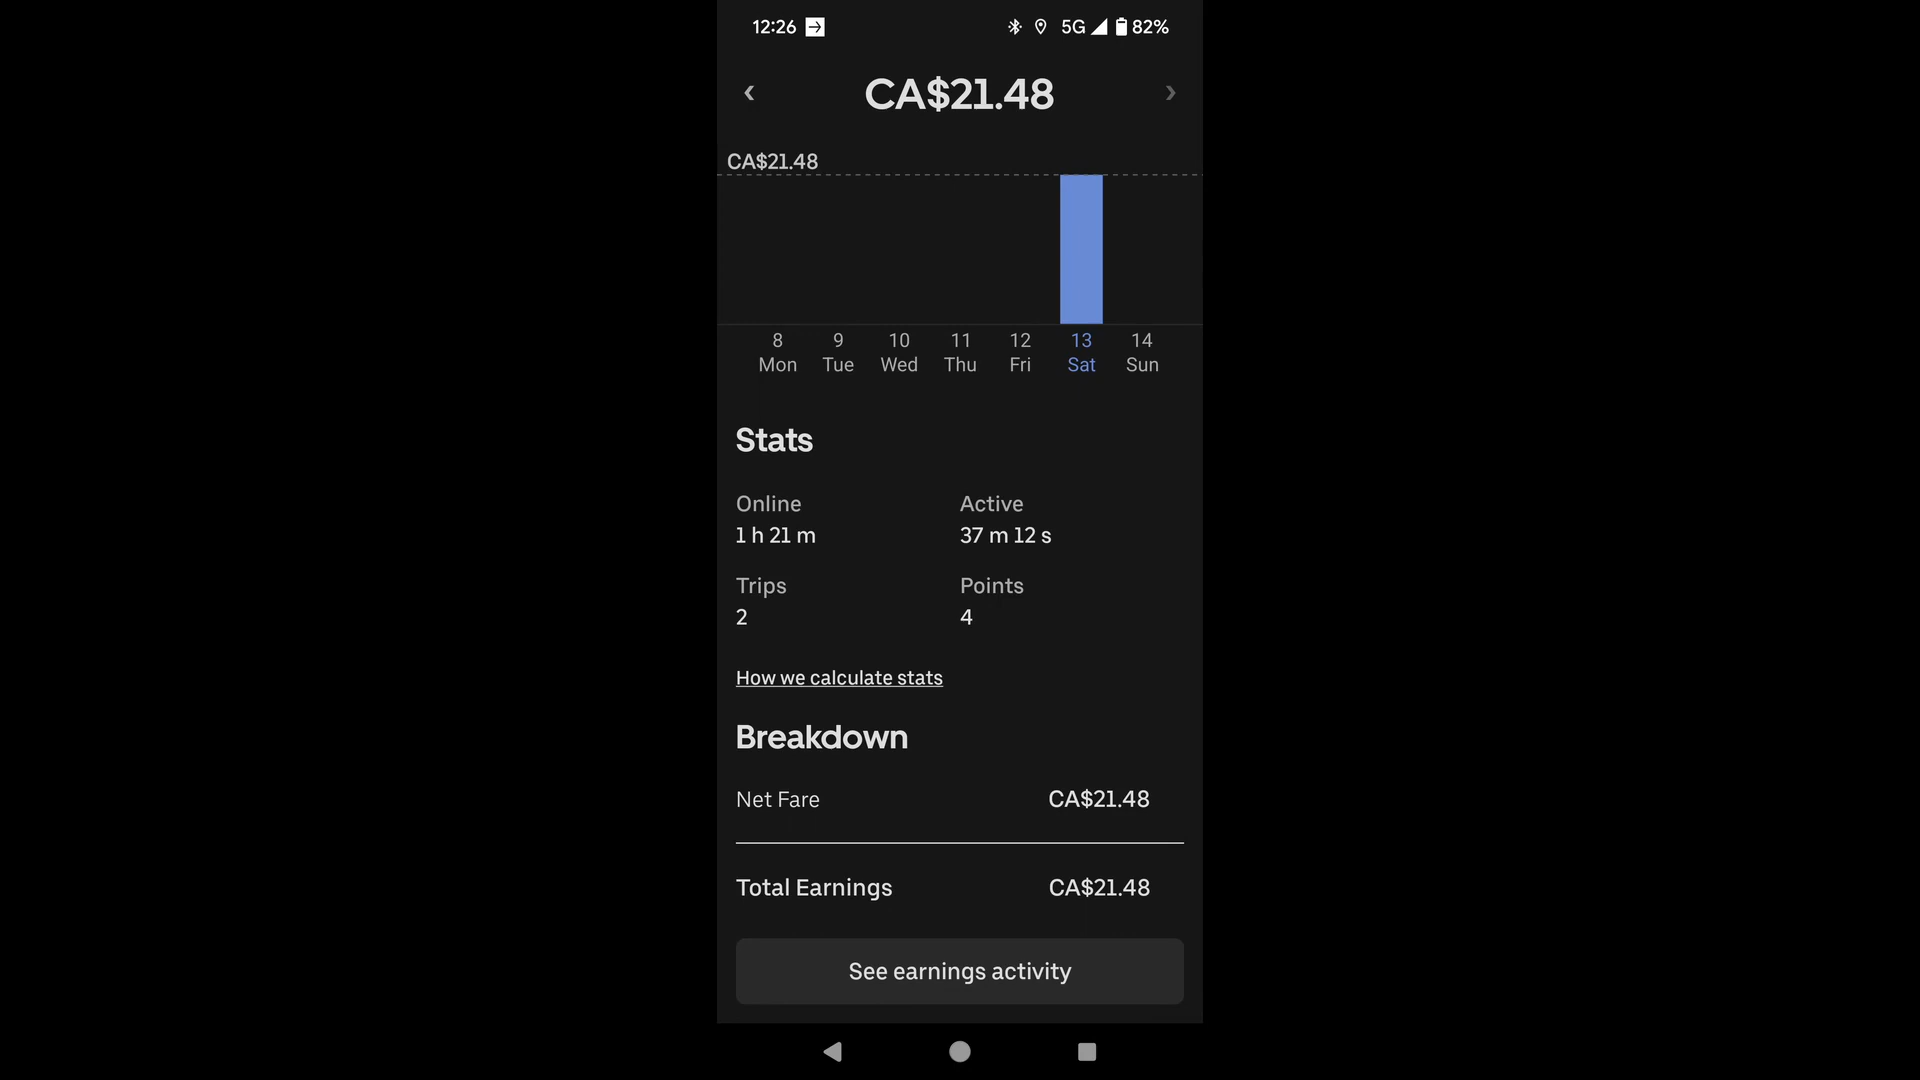 12:26 5G 82%
CA$21.48
CA$21.48
8 9 10 11 12 13 14
Mon Tue Wed Thu Fri Sat Sun
Stats
Online Active
1 h 21 m 37 m 12 s
Trips Points
2 4
How we calculate stats
Breakdown
Net Fare CA$21.48
Total Earnings CA$21.48
See earnings activity